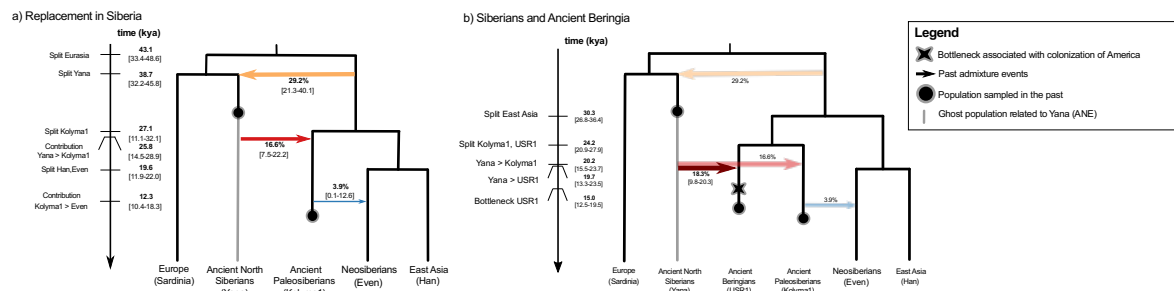 a) Replacement in Siberia
time (kya)
Split Eurasia
43.1
[33.4-48.6]
Split Yana
38.7
[32.2-45.8]
Split Kolyma1
27.1
[11.1-32.1]
Contribution
Yana > Kolyma1
25.8
[14.5-28.9]
Split Han,Even
19.6
[11.9-22.0]
Contribution
Kolyma1 > Even
12.3
[10.4-18.3]
29.2%
[21.3-40.1]
16.6%
[7.5-22.2]
3.9%
[0.1-12.6]
Europe
(Sardinia)
Ancient North
Siberians
Ancient
Paleosiberians
Neosiberians
(Even)
East Asia
(Han)
b) Siberians and Ancient Beringia
time (kya)
Split East Asia
30.3
[26.8-36.4]
Split Kolyma1, USR1
24.2
[20.9-27.9]
Yana > Kolyma1
20.2
[15.5-23.7]
Yana > USR1
19.7
[13.3-23.5]
Bottleneck USR1
15.0
[12.5-19.5]
29.2%
16.6%
18.3%
[9.8-20.3]
3.9%
Europe
(Sardinia)
Ancient North
Siberians
(Yana)
Ancient
Beringians
(USR1)
Ancient
Paleosiberians
(Kolyma1)
Neosiberians
(Even)
East Asia
(Han)
Legend
Bottleneck associated with colonization of America
Past admixture events
Population sampled in the past
Ghost population related to Yana (ANE)